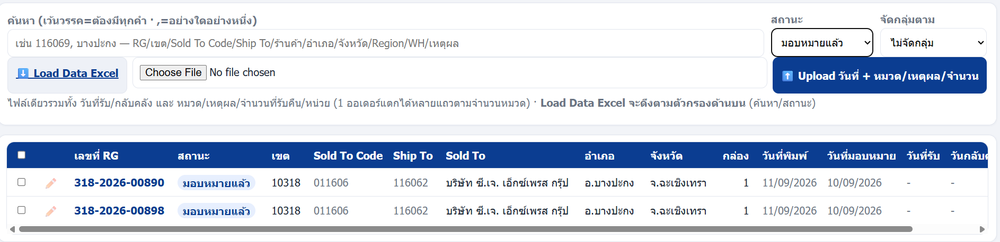 ค้นหา (เว้นวรรค=ต้องมีทุกคำ · ,=อย่างใดอย่างหนึ่ง) สถานะ จัดกลุ่มตาม
เช่น 116069, บางปะกง — RG/เขต/Sold To Code/Ship To/ร้านค้า/อำเภอ/จังหวัด/Region/WH/เหตุผล มอบหมายแล้ว ไม่จัดกลุ่ม
⬇️ Load Data Excel Choose File No file chosen ⬆️ Upload วันที่ + หมวด/เหตุผล/จำนวน
ไฟล์เดียวรวมทั้ง วันที่รับ/กลับคลัง และ หมวด/เหตุผล/จำนวนที่รับคืน/หน่วย (1 ออเดอร์แตกได้หลายแถวตามจำนวนหมวด) · Load Data Excel จะดึงตามตัวกรองด้านบน (ค้นหา/สถานะ)
เลขที่ RG สถานะ เขต Sold To Code Ship To Sold To อำเภอ จังหวัด กล่อง วันที่พิมพ์ วันที่มอบหมาย วันที่รับ
318-2026-00890 มอบหมายแล้ว 10318 011606 116062 บริษัท ซี.เจ. เอ็กซ์เพรส กรุ๊ป อ.บางปะกง จ.ฉะเชิงเทรา 1 11/09/2026 10/09/2026 - -
318-2026-00898 มอบหมายแล้ว 10318 011606 116062 บริษัท ซี.เจ. เอ็กซ์เพรส กรุ๊ป อ.บางปะกง จ.ฉะเชิงเทรา 1 11/09/2026 10/09/2026 - -